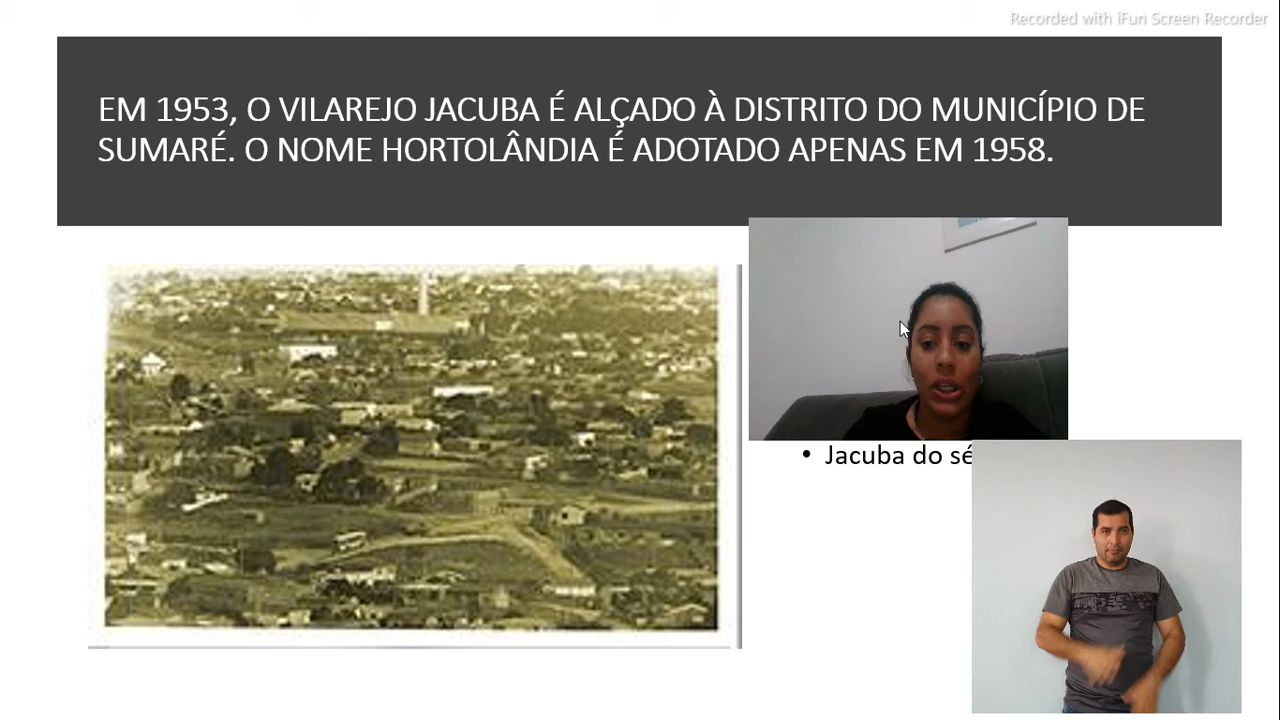 Recorded with iFun Screen Recorder
EM 1953, O VILAREJO JACUBA É ALÇADO À DISTRITO DO MUNICÍPIO DE
SUMARÉ. O NOME HORTOLÂNDIA É ADOTADO APENAS EM 1958.
• Jacuba do sé